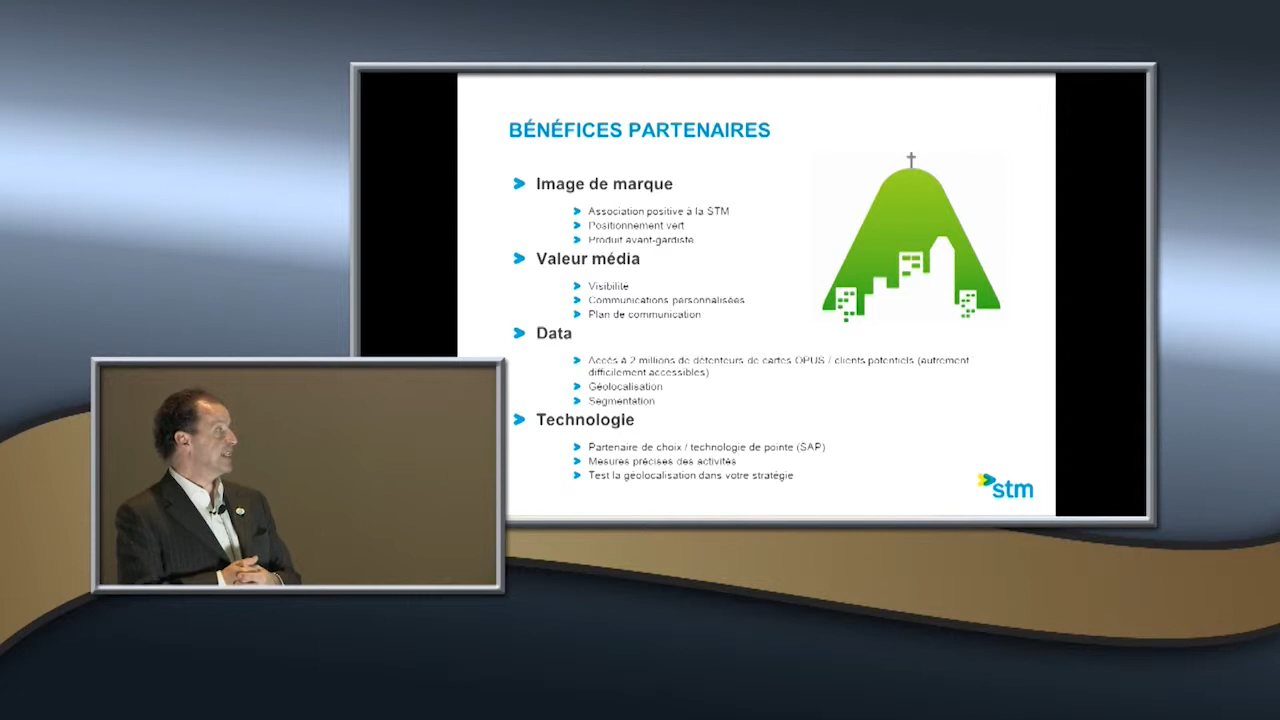 BÉNÉFICES PARTENAIRES
Image de marque
Association positive à la STM
Positionnement vert
Produit avant-gardiste
Valeur média
Visibilité
Communications personnalisées
Plan de communication
Data
Accès à 2 millions de détenteurs de cartes OPUS / clients potentiels (autrement
difficilement accessibles)
Géolocalisation
Segmentation
Technologie
Partenaire de choix / technologie de pointe (SAP)
Mesures précises des activités
Test la géolocalisation dans votre stratégie
stm